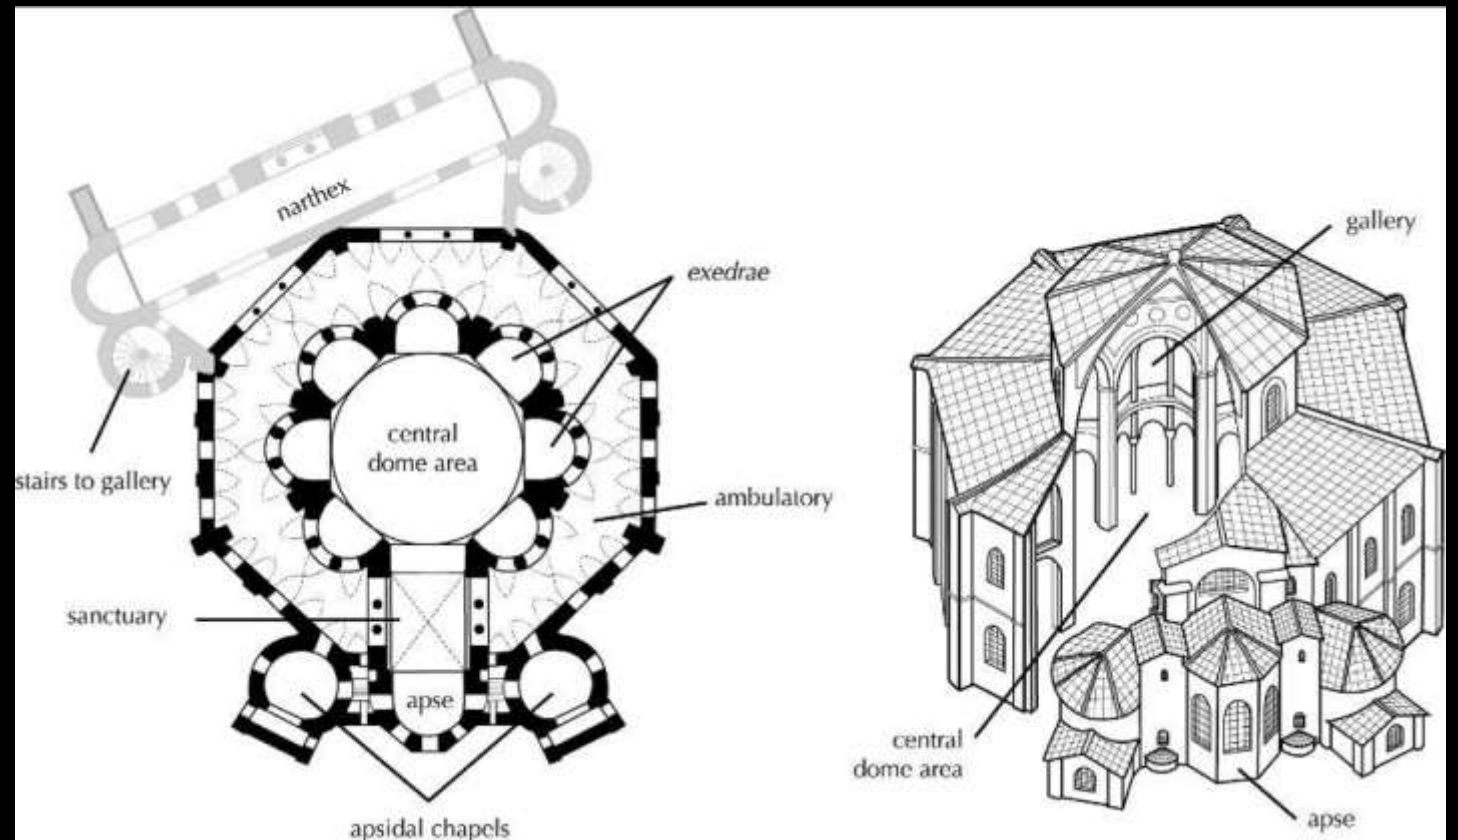 narthex
exedrae
central
dome area
stairs to gallery
ambulatory
sanctuary
apse
apsidal chapels
gallery
central
dome area
apse